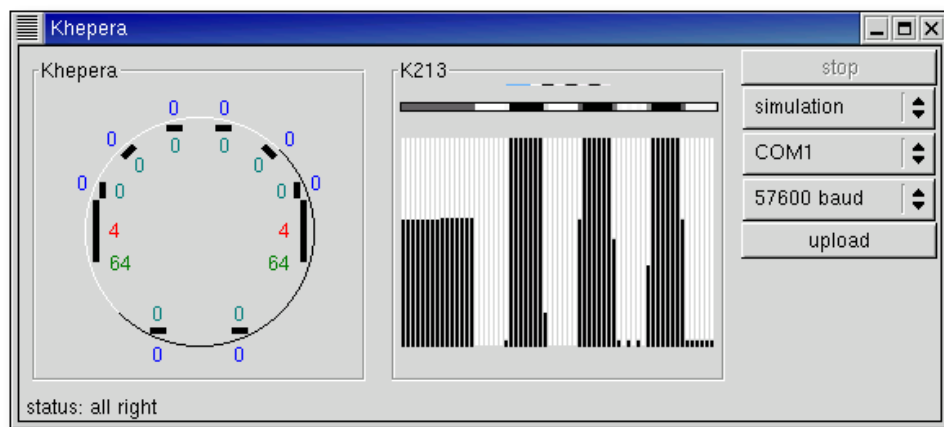 Khepera
Khepera
K213
stop
simulation
COM1
57600 baud
upload
0 0
0 0 0 0
0 0
0 0 0 0
4 4
64 64
0 0
0 0
status: all right